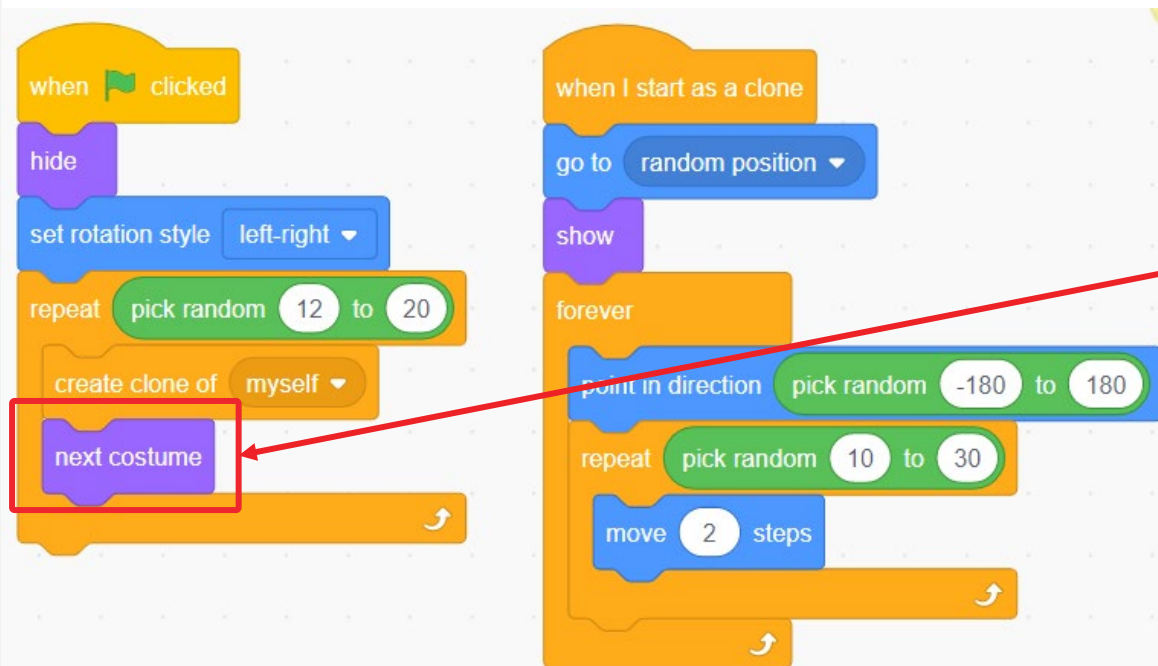 when clicked
hide
set rotation style left-right
repeat pick random 12 to 20
create clone of myself
next costume
when I start as a clone
go to random position
show
forever
point in direction pick random -180 to 180
repeat pick random 10 to 30
move 2 steps